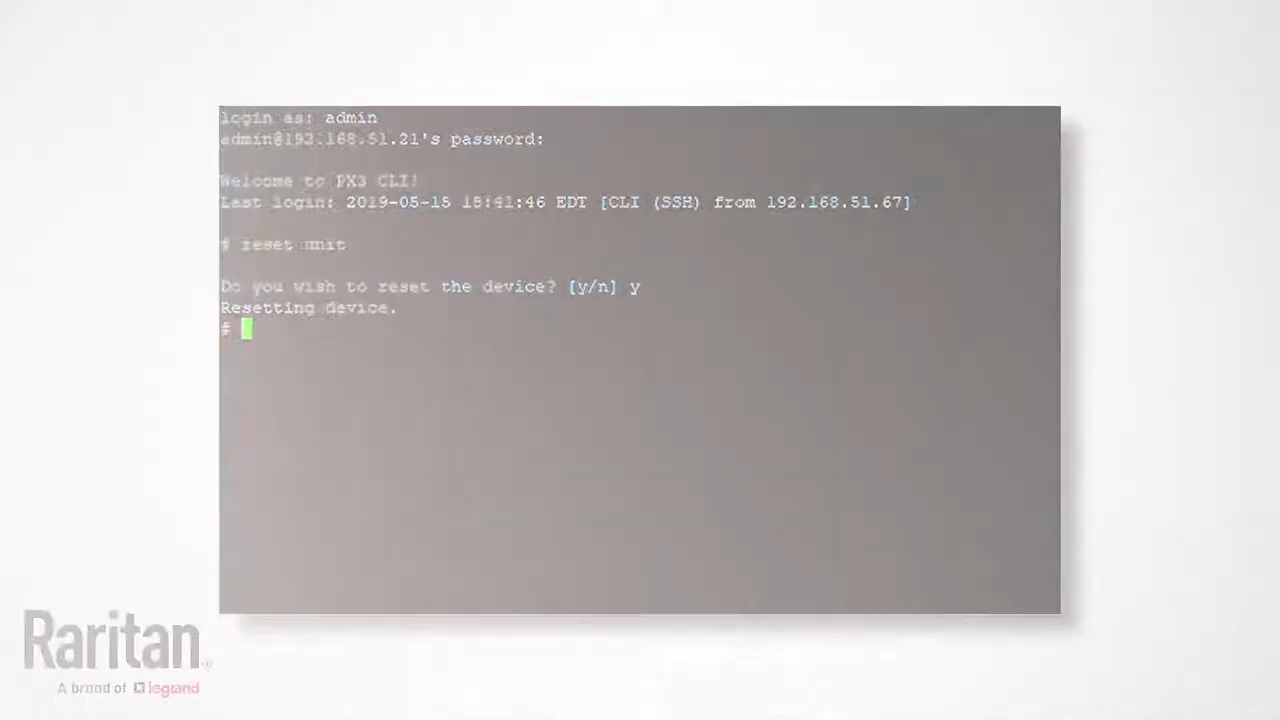 login as: admin
admin@192.168.51.21's password:
Welcome to PX3 CLI!
Last login: 2019-05-15 15:41:46 EDT [CLI (SSH) from 192.168.51.67]
# reset unit
Do you wish to reset the device? [y/n] y
Resetting device.
#
Raritan®
A brand of legrand